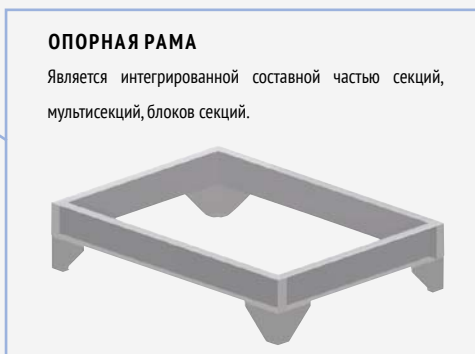 ОПОРНАЯ РАМА
Является интегрированной составной частью секций,
мультисекций, блоков секций.